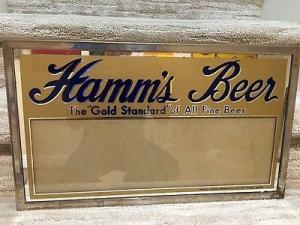 Hamm's Beer
The "Gold Standard" of All Fine Beer